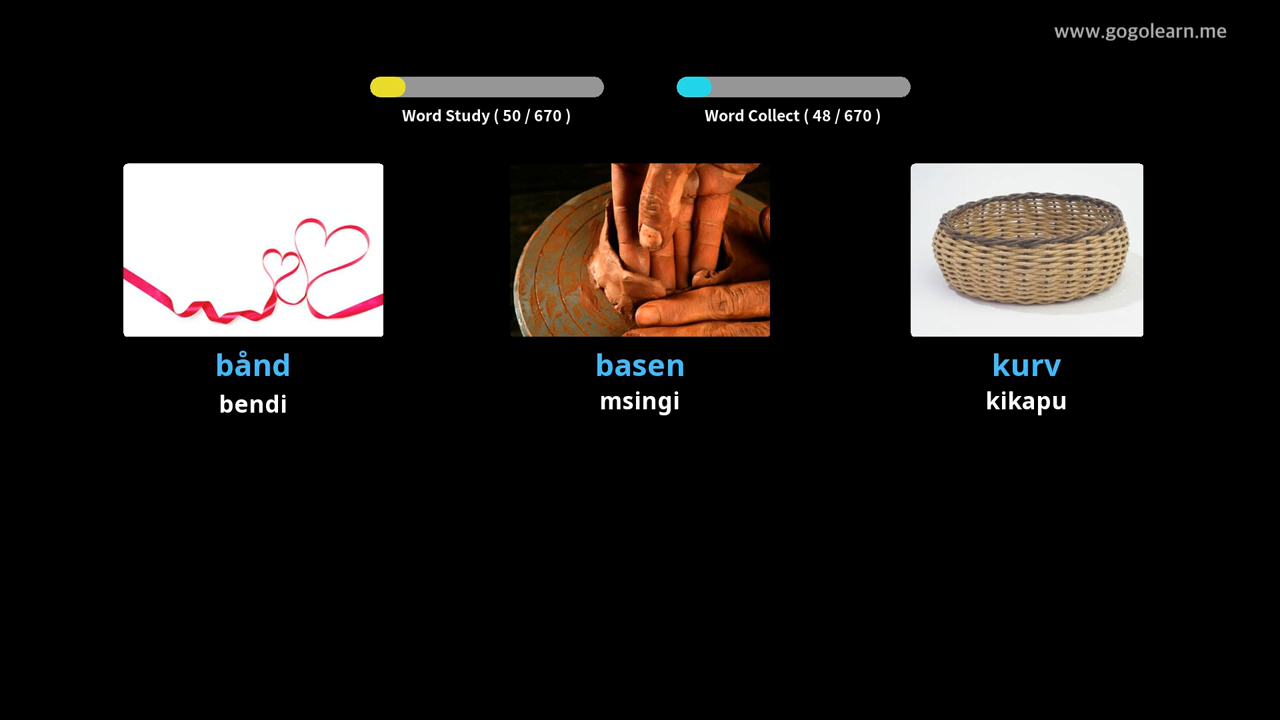 www.gogolearn.me
Word Study ( 50 / 670 )
Word Collect ( 48 / 670 )
bånd
basen
kurv
bendi
msingi
kikapu